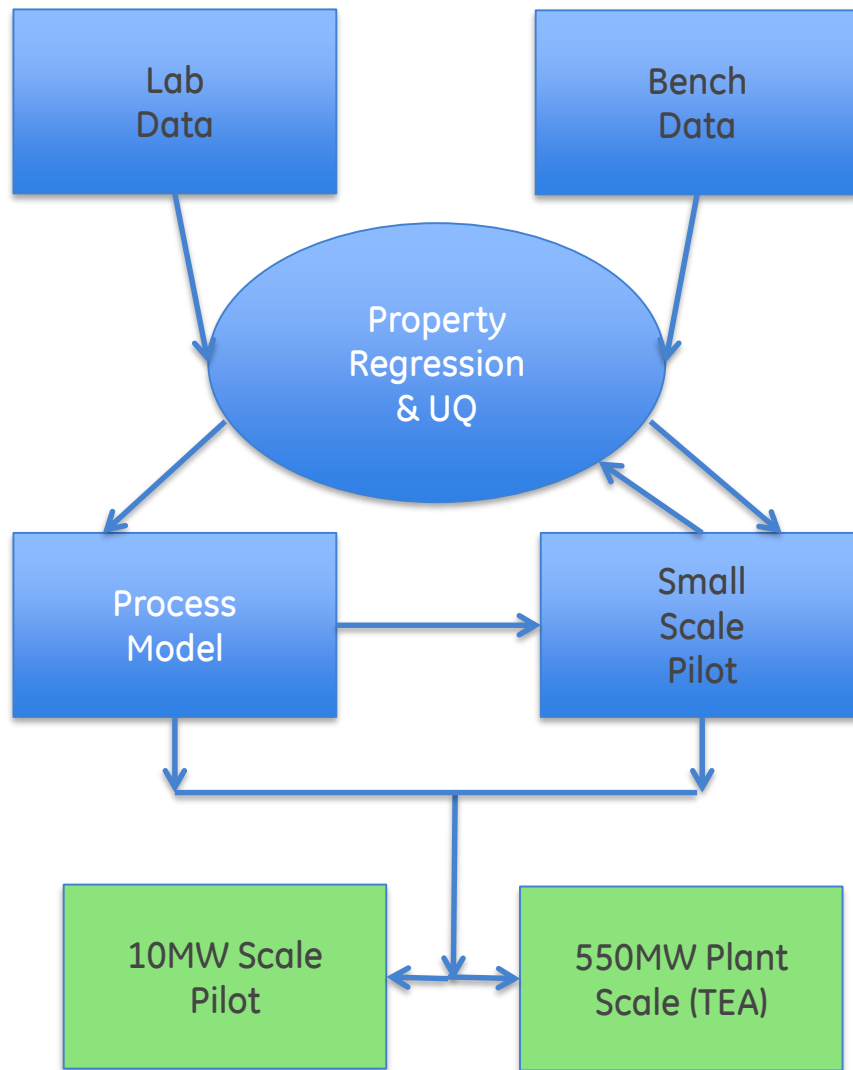 Lab
Data
Bench
Data
Property
Regression
& UQ
Process
Model
Small
Scale
Pilot
10MW Scale
Pilot
550MW Plant
Scale (TEA)